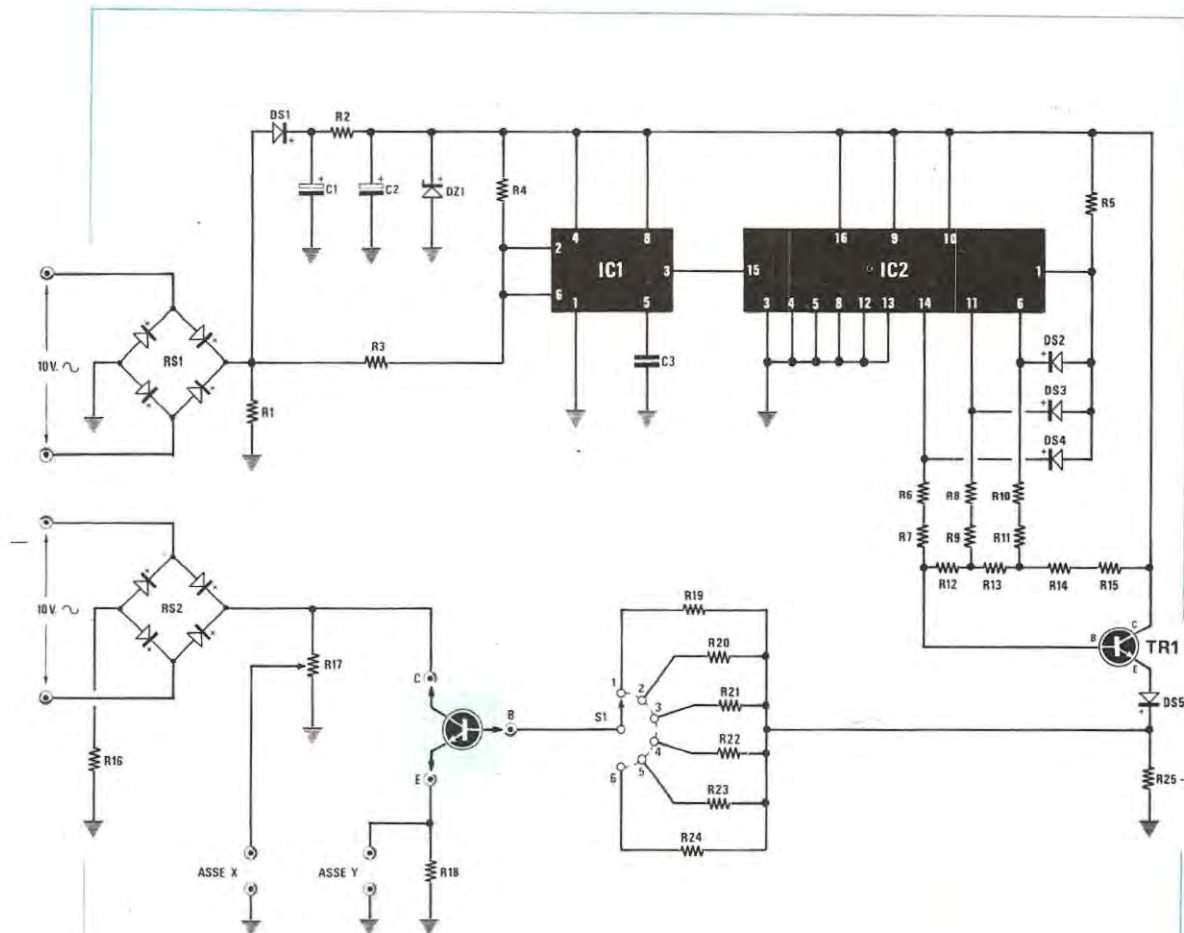 DS1
R2
C1
C2
DZ1
R4
4
8
R5
2
6
IC1
3
1
5
16
9
10
15
IC2
1
3
4
5
8
12
13
14
11
6
10 V. ~
RS1
R3
R1
C3
DS2
DS3
DS4
R6
R8
R10
R7
R9
R11
R12
R13
R14
R15
10 V. ~
RS2
R16
R17
R19
R20
R21
R22
R23
R24
S1
1
2
3
4
5
6
C
B
E
B
C
E
TR1
DS5
R25
ASSE X
ASSE Y
R18